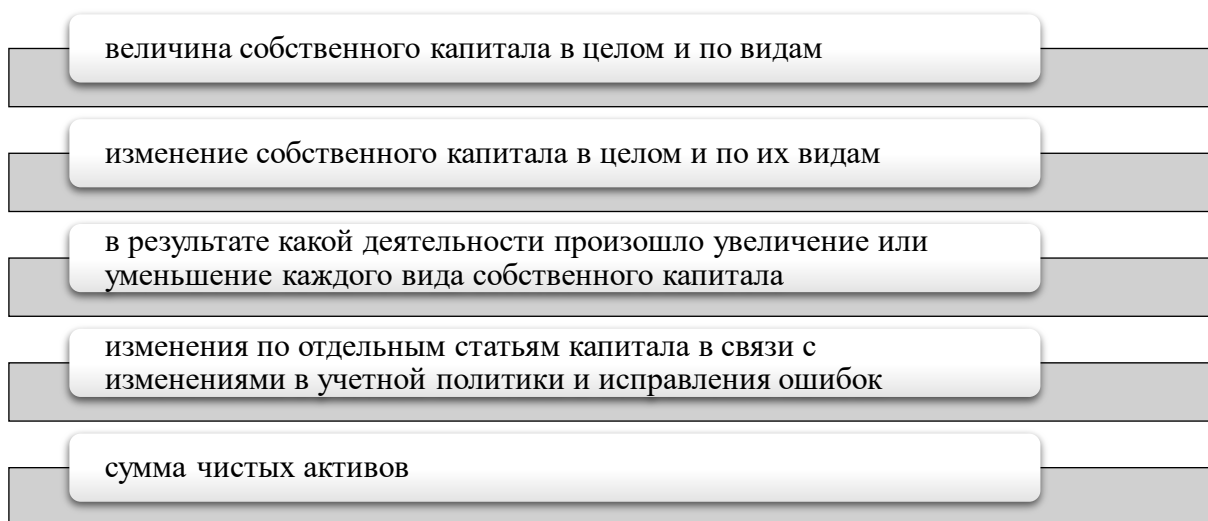 величина собственного капитала в целом и по видам
изменение собственного капитала в целом и по их видам
в результате какой деятельности произошло увеличение или
уменьшение каждого вида собственного капитала
изменения по отдельным статьям капитала в связи с
изменениями в учетной политики и исправления ошибок
сумма чистых активов